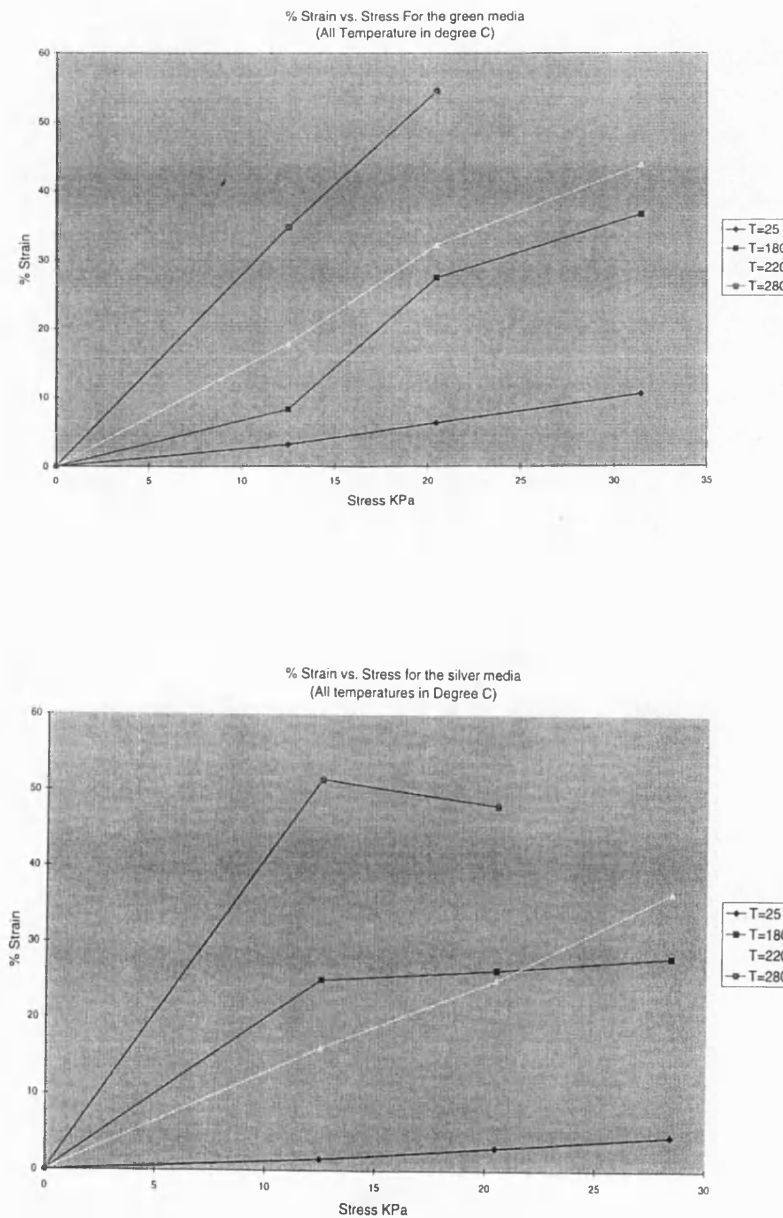 % Strain vs. Stress For the green media
(All Temperature in degree C)
60
50
40
30
20
10
0
% Strain
0 5 10 15 20 25 30 35
Stress KPa
T=25
T=180
T=220
T=280
% Strain vs. Stress for the silver media
(All temperatures in Degree C)
60
50
40
30
20
10
0
% Strain
0 5 10 15 20 25 30
Stress KPa
T=25
T=180
T=220
T=280